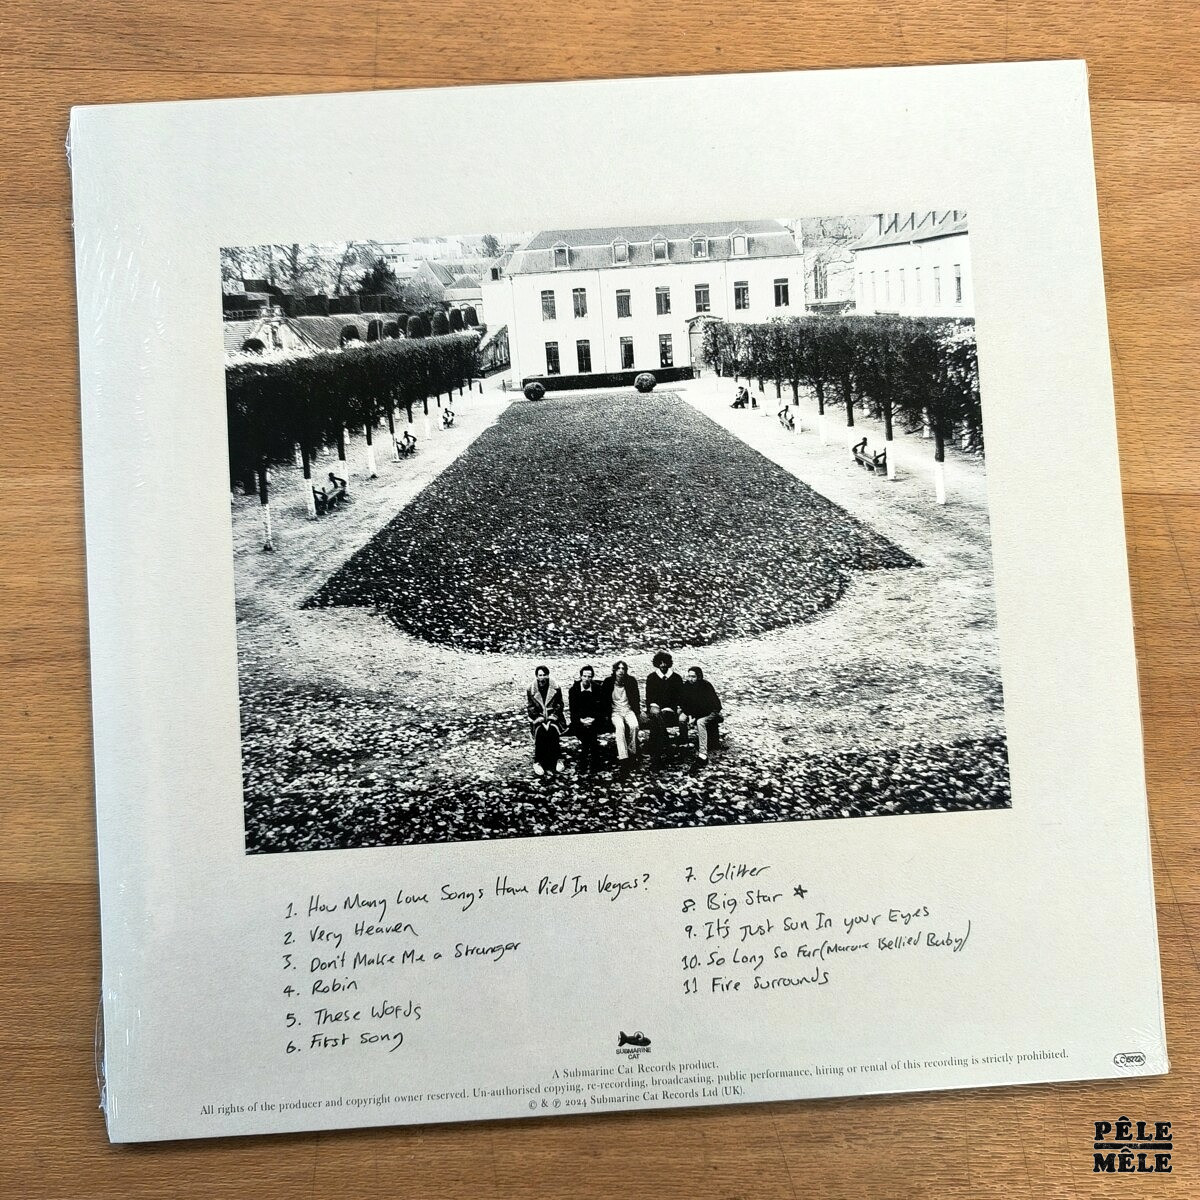 1. How Many Love Songs Have Died In Vegas?
2. Very Heaven
3. Don't Make Me a Stranger
4. Robin
5. These Words
6. First Song
7. Glitter
8. Big Star
9. It's Just Sun In your Eyes
10. So Long So Far (Marace Bellied Baby)
11 Fire Surrounds
SUBMARINE
CAT
A Submarine Cat Records product.
All rights of the producer and copyright owner reserved. Un-authorised copying, re-recording, broadcasting, public performance, hiring or rental of this recording is strictly prohibited.
© & ℗ 2024 Submarine Cat Records Ltd (UK).
PÊLE
MÊLE